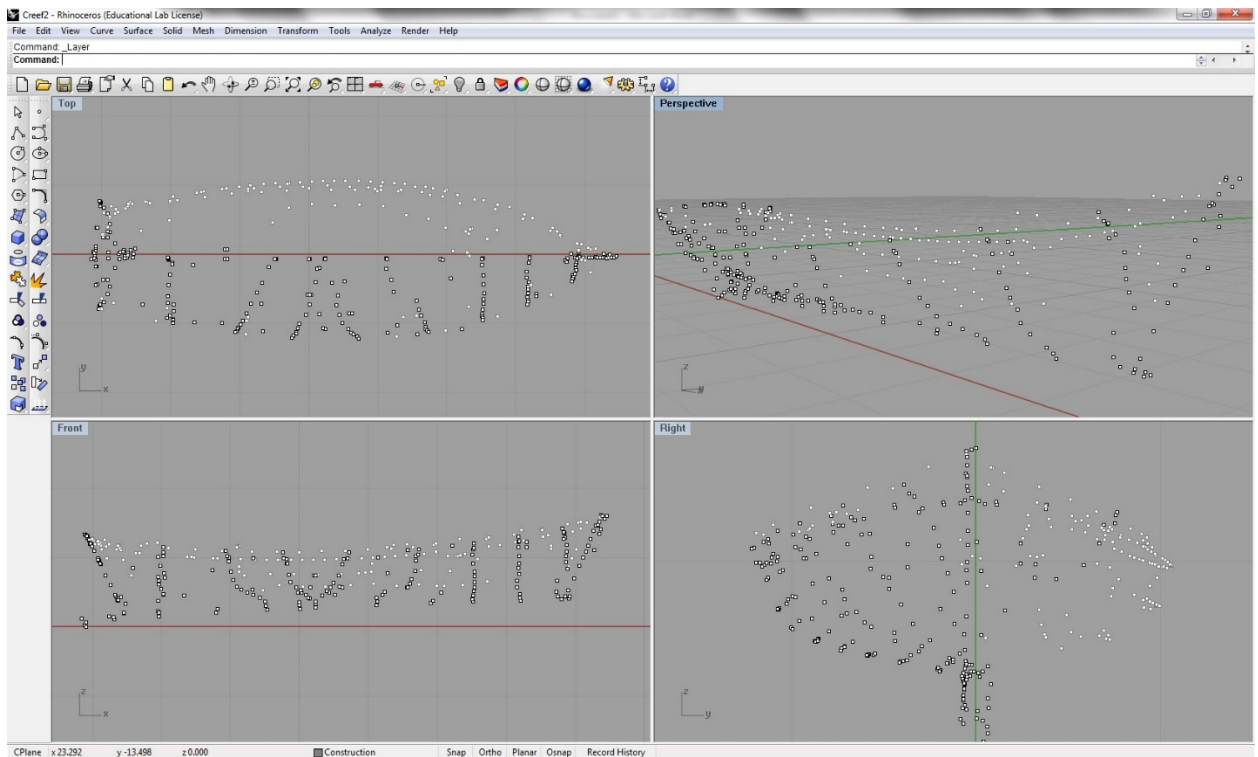 Creef2 - Rhinoceros (Educational Lab License)
File Edit View Curve Surface Solid Mesh Dimension Transform Tools Analyze Render Help
Command: _Layer
Command:
Top
Perspective
y
x
z
y
Front
Right
z
x
z
y
CPlane x 23.292 y -13.498 z 0.000 Construction Snap Ortho Planar Osnap Record History